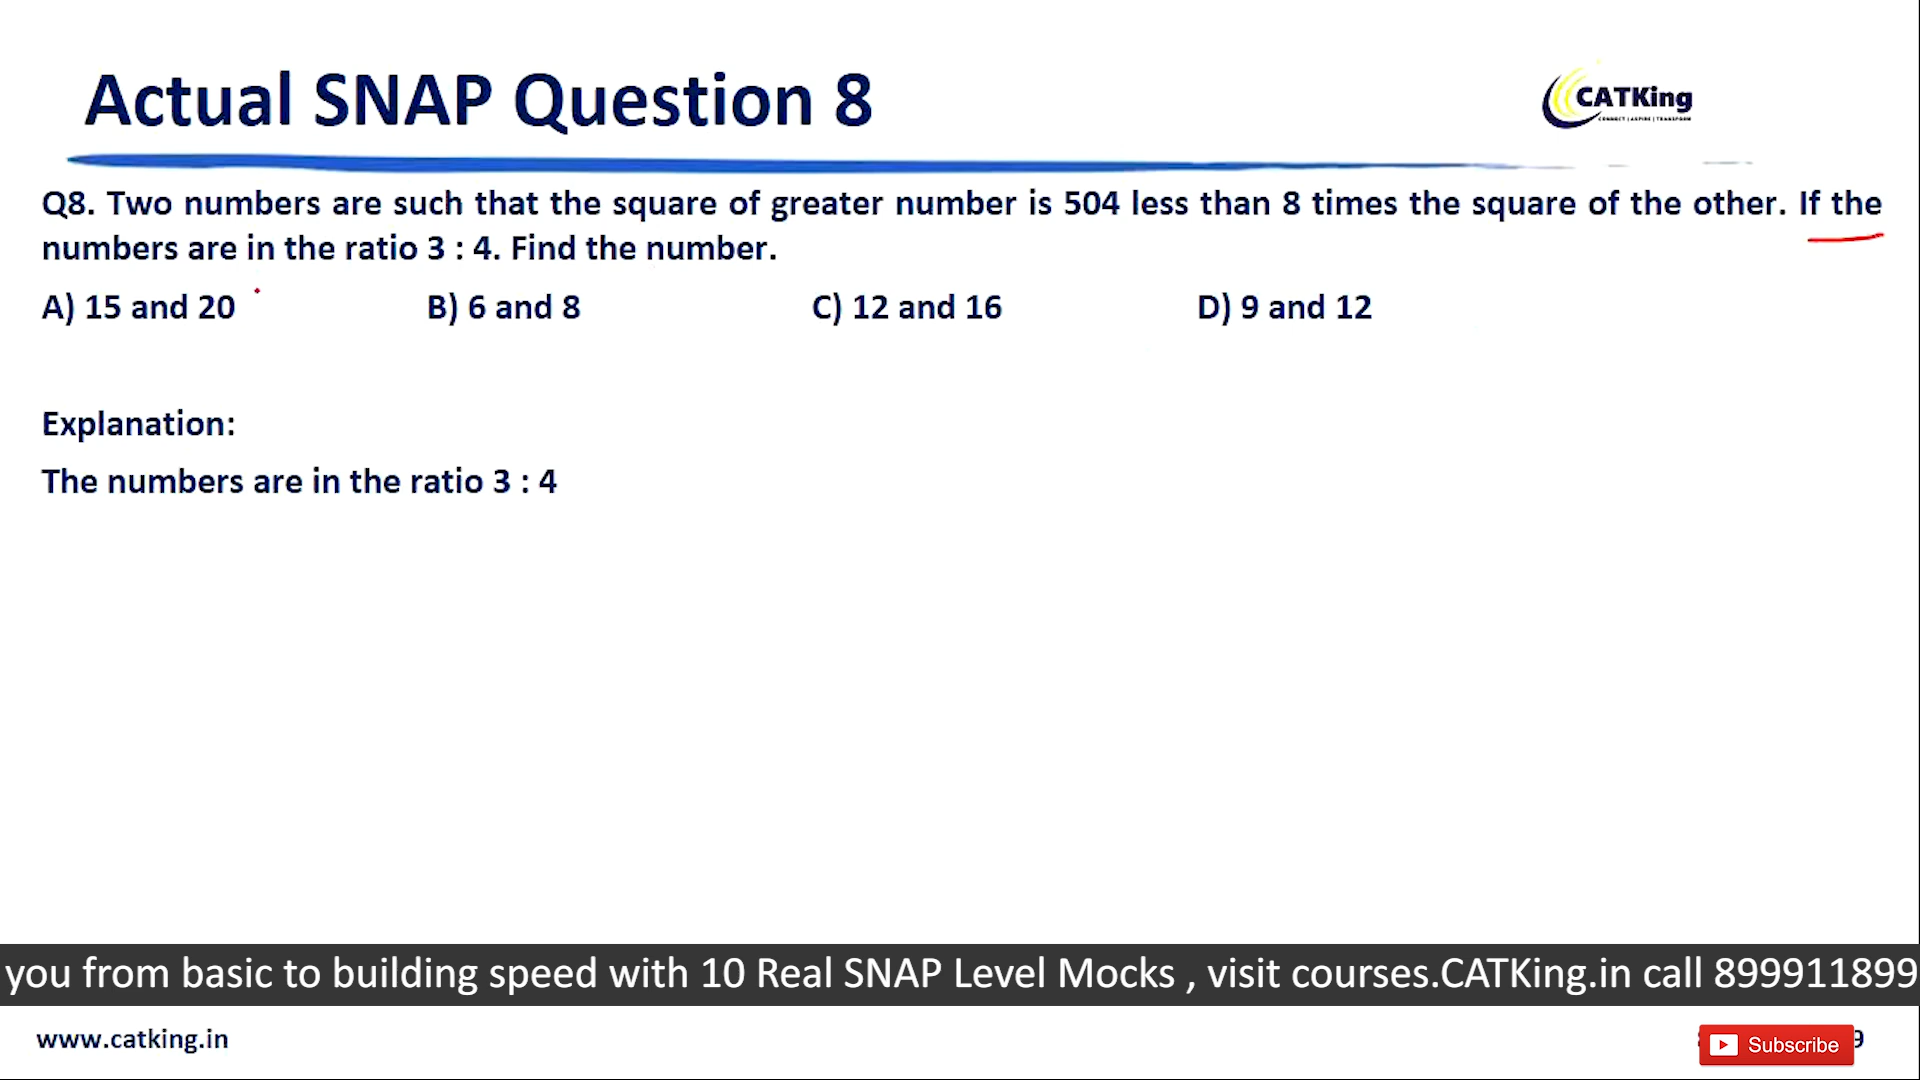 Actual SNAP Question 8
CATKing
CONNECT | ASPIRE | TRANSFORM
Q8. Two numbers are such that the square of greater number is 504 less than 8 times the square of the other. If the
numbers are in the ratio 3 : 4. Find the number.
A) 15 and 20 B) 6 and 8 C) 12 and 16 D) 9 and 12
Explanation:
The numbers are in the ratio 3 : 4
you from basic to building speed with 10 Real SNAP Level Mocks , visit courses.CATKing.in call 899911899
www.catking.in
Subscribe
9